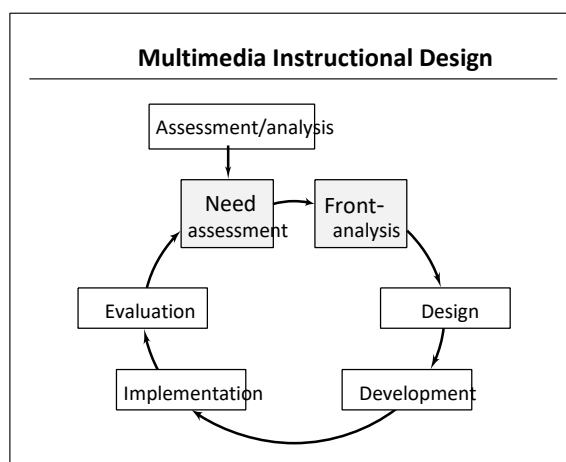 Multimedia Instructional Design
Assessment/analysis
Need
assessment
Front-
analysis
Evaluation
Design
Implementation
Development